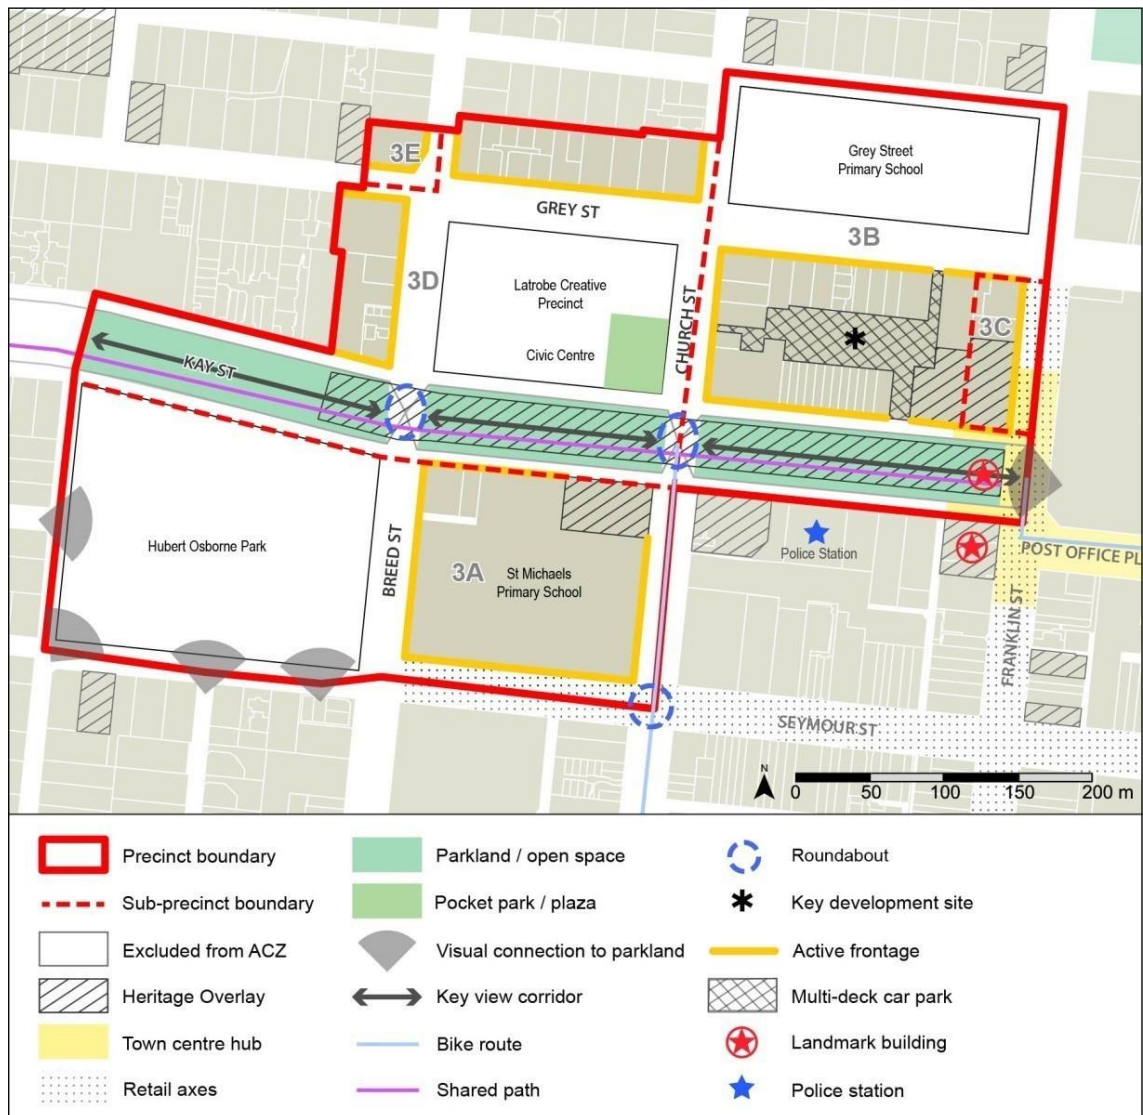 3E
Grey Street
Primary School
GREY ST
3B
3D
Latrobe Creative
Precinct
CHURCH ST
3C
Civic Centre
KAY ST
Hubert Osborne Park
BREED ST
3A
St Michaels
Primary School
Police Station
POST OFFICE PL
FRANKLIN ST
SEYMOUR ST
N
0
50
100
150
200 m
Precinct boundary
Parkland / open space
Roundabout
Sub-precinct boundary
Pocket park / plaza
Key development site
Excluded from ACZ
Visual connection to parkland
Active frontage
Heritage Overlay
Key view corridor
Multi-deck car park
Town centre hub
Bike route
Landmark building
Retail axes
Shared path
Police station